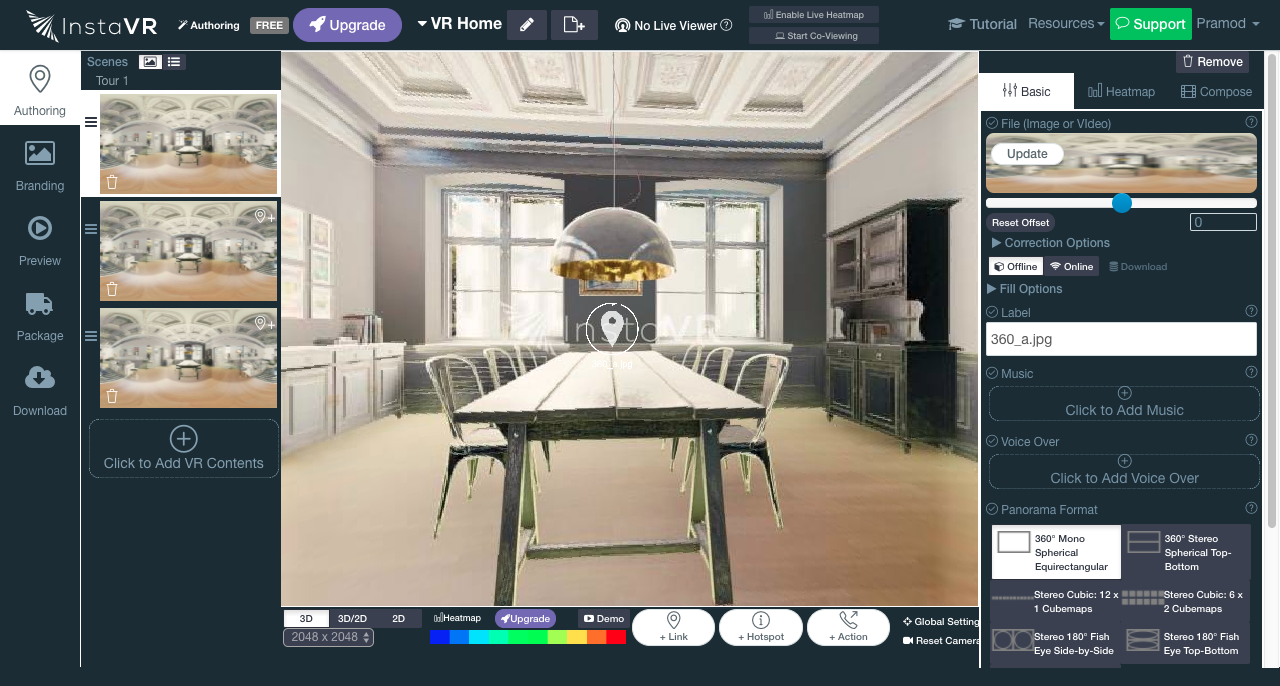 InstaVR
Authoring
FREE
Upgrade
VR Home
No Live Viewer
Enable Live Heatmap
Start Co-Viewing
Tutorial
Resources
Support
Pramod
Authoring
Branding
Preview
Package
Download
Scenes
Tour 1
Click to Add VR Contents
InstaVR
3D
3D/2D
2D
2048 x 2048
Heatmap
Upgrade
Demo
+ Link
+ Hotspot
+ Action
Global Setting
Reset Camera
Remove
Basic
Heatmap
Compose
File (Image or VIdeo)
Update
Reset Offset
0
Correction Options
Offline
Online
Download
Fill Options
Label
360_a.jpg
Music
Click to Add Music
Voice Over
Click to Add Voice Over
Panorama Format
360° Mono
Spherical
Equirectangular
360° Stereo
Spherical Top-
Bottom
Stereo Cubic: 12 x
1 Cubemaps
Stereo Cubic: 6 x
2 Cubemaps
Stereo 180° Fish
Eye Side-by-Side
Stereo 180° Fish
Eye Top-Bottom